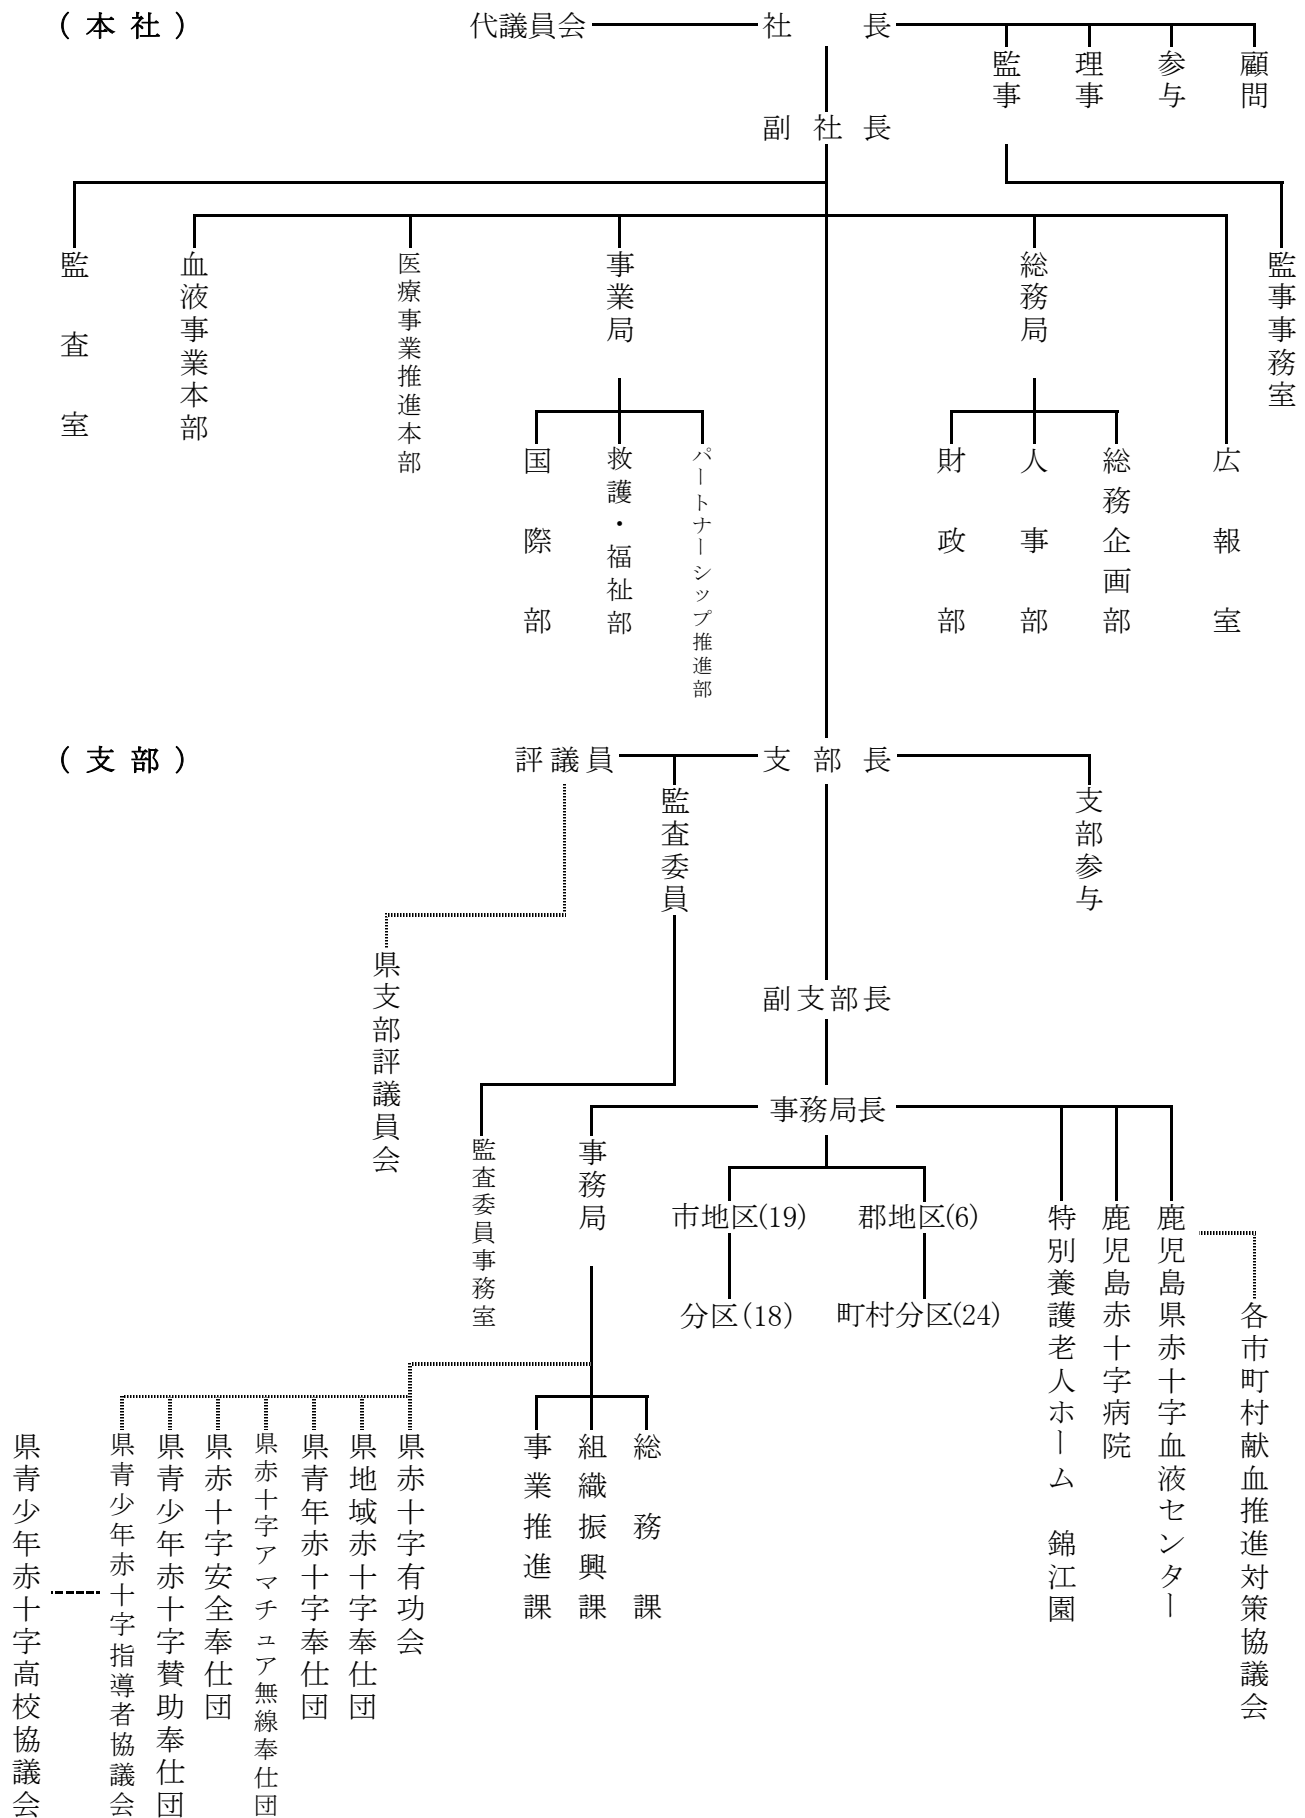 (本社)
代議員会
社長
監事
理事
参与
顧問
副社長
監査室
血液事業本部
医療事業推進本部
事業局
総務局
監事事務室
国際部
救護・福祉部
パートナーシップ推進部
財政部
人事部
総務企画部
広報室
(支部)
評議員
支部長
監査委員
支部参与
県支部評議員会
副支部長
事務局長
監査委員事務室
事務局
市地区(19)
郡地区(6)
分区(18)
町村分区(24)
特別養護老人ホーム 錦江園
鹿児島赤十字病院
鹿児島県赤十字血液センター
各市町村献血推進対策協議会
県青少年赤十字高校協議会
県青少年赤十字指導者協議会
県青少年赤十字賛助奉仕団
県赤十字安全奉仕団
県赤十字アマチュア無線奉仕団
県青年赤十字奉仕団
県地域赤十字奉仕団
県赤十字有功会
事業推進課
組織振興課
総務課